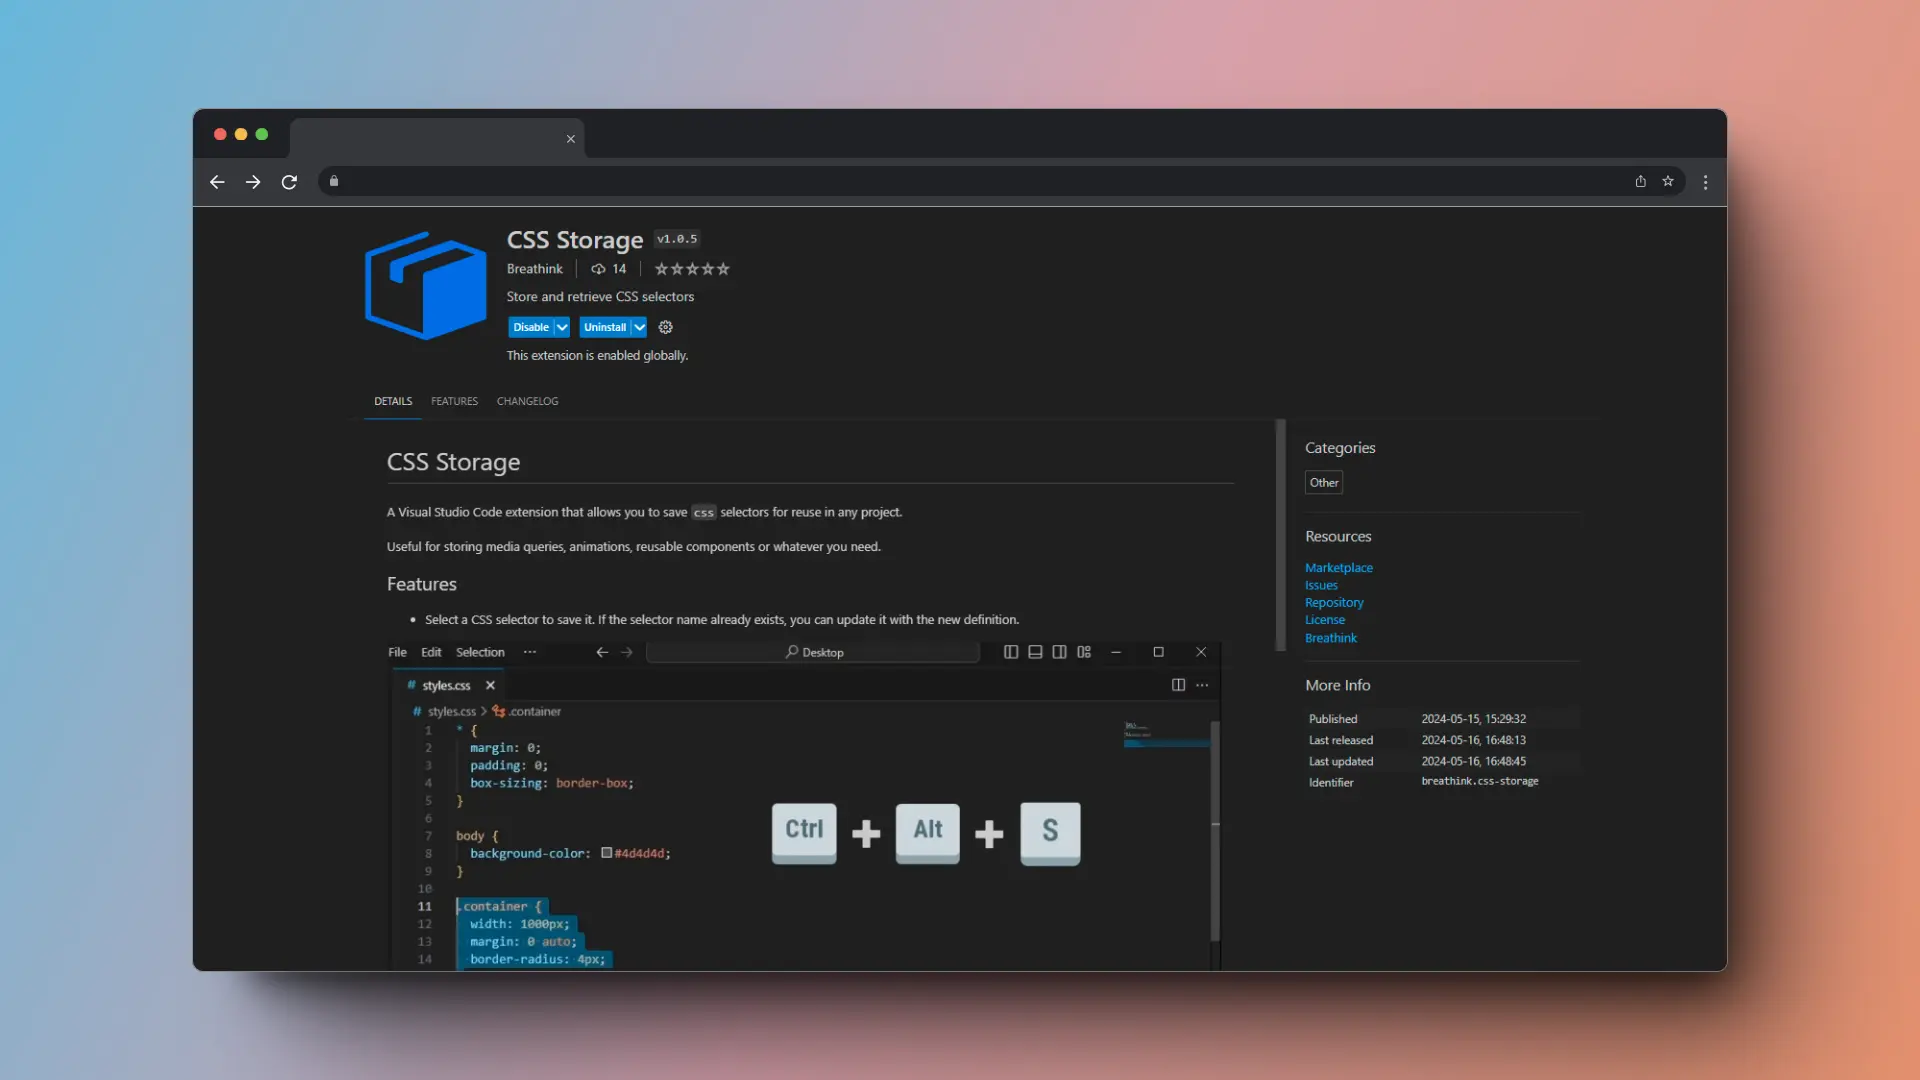 CSS Storage v1.0.5
Breathink 14
Store and retrieve CSS selectors
Disable Uninstall
This extension is enabled globally.
DETAILS FEATURES CHANGELOG
CSS Storage
A Visual Studio Code extension that allows you to save css selectors for reuse in any project.
Useful for storing media queries, animations, reusable components or whatever you need.
Features
• Select a CSS selector to save it. If the selector name already exists, you can update it with the new definition.
File Edit Selection ··· Desktop
# styles.css
# styles.css > .container
1 * {
2 margin: 0;
3 padding: 0;
4 box-sizing: border-box;
5 }
6
7 body {
8 background-color: #4d4d4d;
9 }
10
11 .container {
12 width: 1000px;
13 margin: 0 auto;
14 border-radius: 4px;
Ctrl + Alt + S
Categories
Other
Resources
Marketplace
Issues
Repository
License
Breathink
More Info
Published 2024-05-15, 15:29:32
Last released 2024-05-16, 16:48:13
Last updated 2024-05-16, 16:48:45
Identifier breathink.css-storage